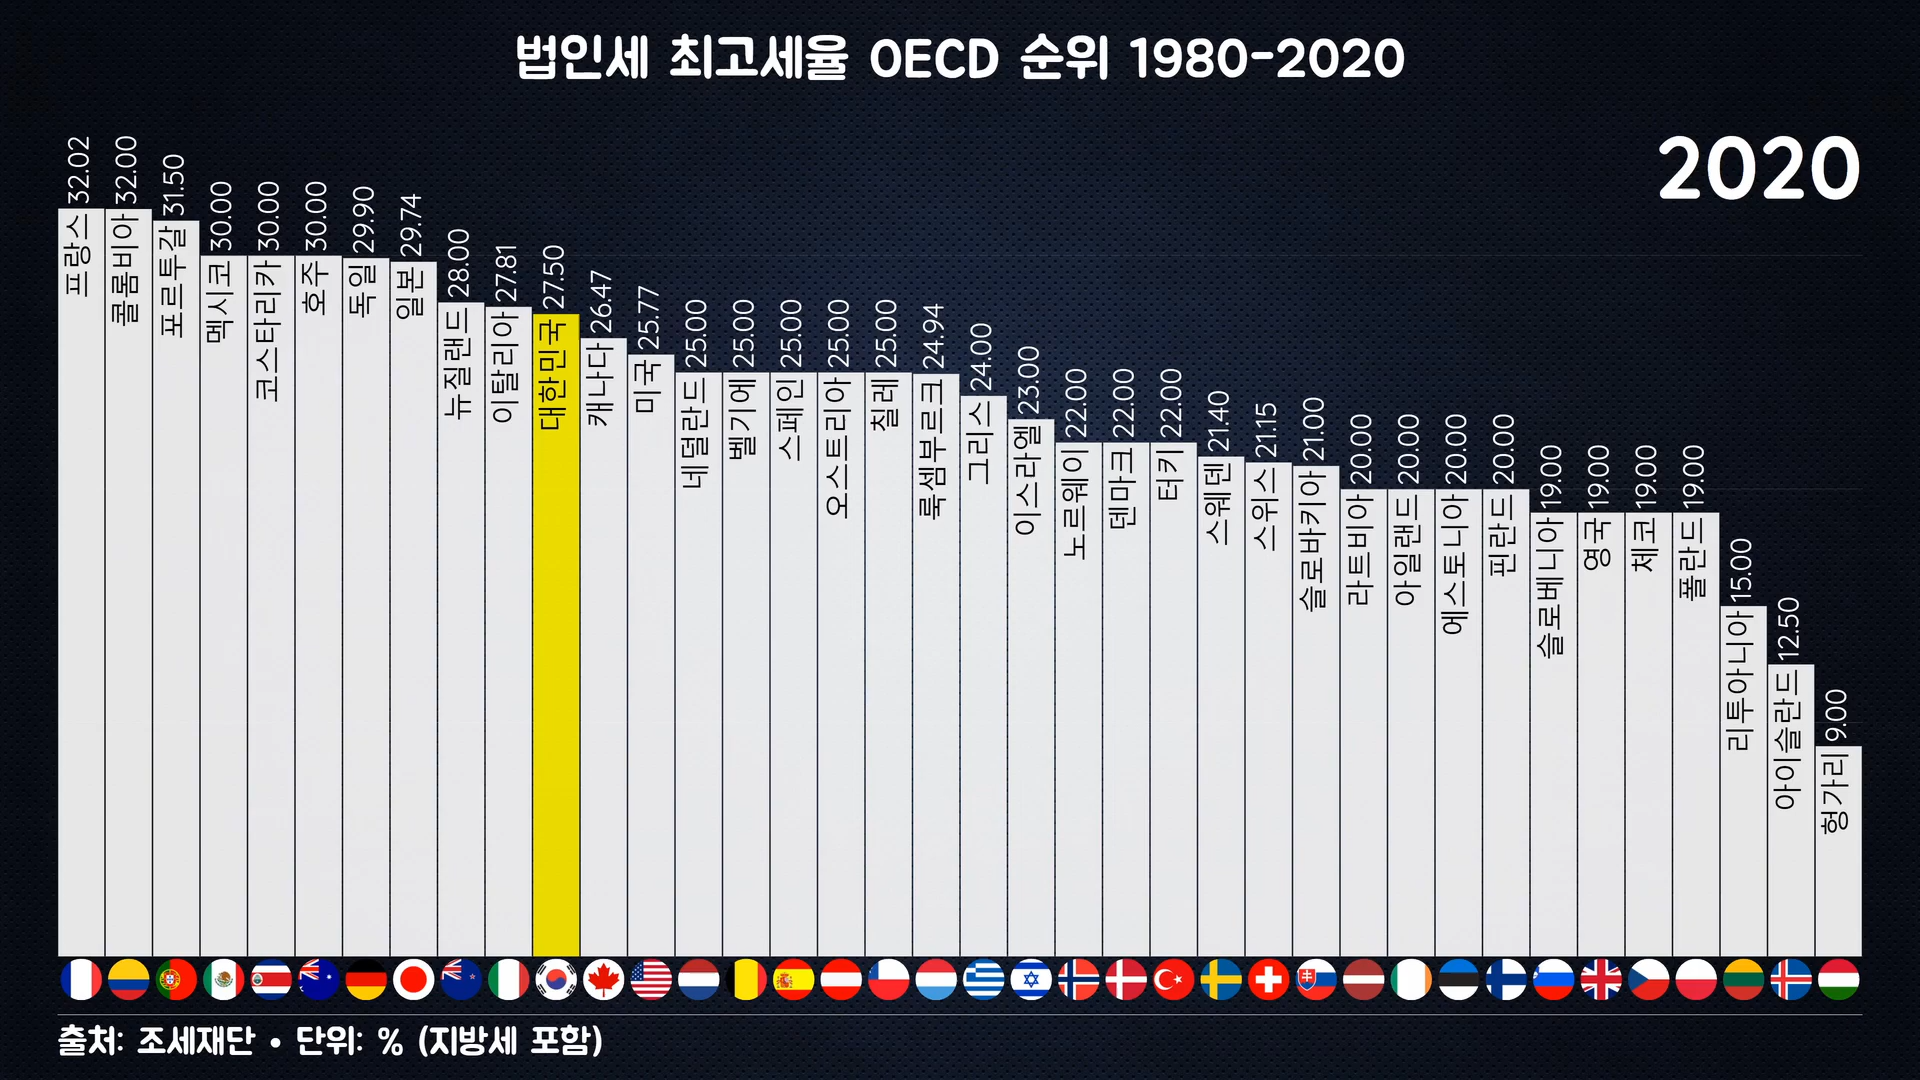 법인세 최고세율 OECD 순위 1980-2020
2020
프랑스 32.02
콜롬비아 32.00
포르투갈 31.50
멕시코 30.00
코스타리카 30.00
호주 30.00
독일 29.90
일본 29.74
뉴질랜드 28.00
이탈리아 27.81
대한민국 27.50
캐나다 26.47
미국 25.77
네덜란드 25.00
벨기에 25.00
스페인 25.00
오스트리아 25.00
칠레 25.00
룩셈부르크 24.94
그리스 24.00
이스라엘 23.00
노르웨이 22.00
덴마크 22.00
터키 22.00
스웨덴 21.40
스위스 21.15
슬로바키아 21.00
라트비아 20.00
아일랜드 20.00
에스토니아 20.00
핀란드 20.00
슬로베니아 19.00
영국 19.00
체코 19.00
폴란드 19.00
리투아니아 15.00
아이슬란드 12.50
헝가리 9.00
출처: 조세재단 • 단위: % (지방세 포함)